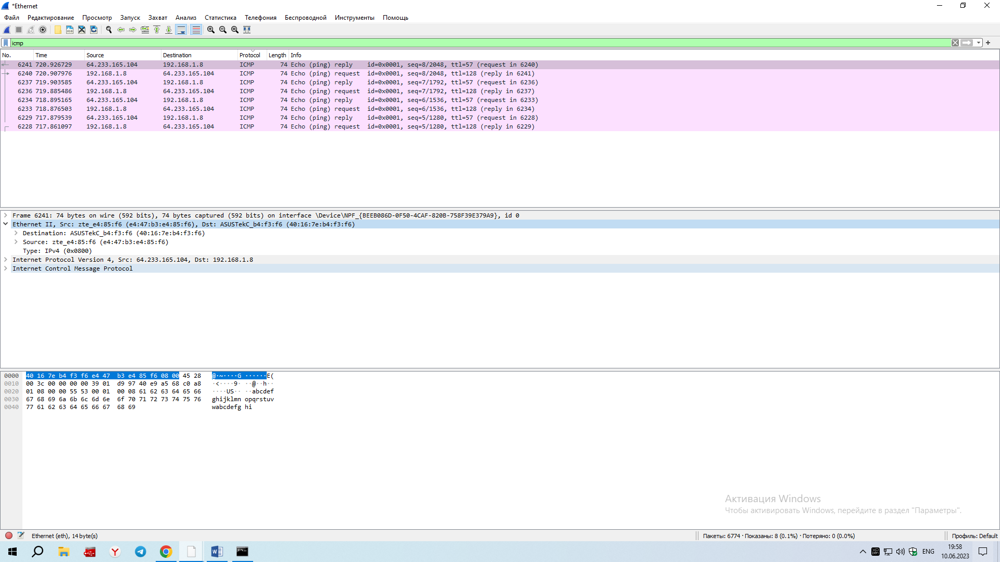 *Ethernet
Файл Редактирование Просмотр Запуск Захват Анализ Статистика Телефония Беспроводной Инструменты Помощь
icmp
No. Time Source Destination Protocol Length Info
6241 720.926729 64.233.165.104 192.168.1.8 ICMP 74 Echo (ping) reply id=0x0001, seq=8/2048, ttl=57 (request in 6240)
6240 720.907976 192.168.1.8 64.233.165.104 ICMP 74 Echo (ping) request id=0x0001, seq=8/2048, ttl=128 (reply in 6241)
6237 719.903585 64.233.165.104 192.168.1.8 ICMP 74 Echo (ping) reply id=0x0001, seq=7/1792, ttl=57 (request in 6236)
6236 719.885486 192.168.1.8 64.233.165.104 ICMP 74 Echo (ping) request id=0x0001, seq=7/1792, ttl=128 (reply in 6237)
6234 718.895165 64.233.165.104 192.168.1.8 ICMP 74 Echo (ping) reply id=0x0001, seq=6/1536, ttl=57 (request in 6233)
6233 718.876503 192.168.1.8 64.233.165.104 ICMP 74 Echo (ping) request id=0x0001, seq=6/1536, ttl=128 (reply in 6234)
6229 717.879539 64.233.165.104 192.168.1.8 ICMP 74 Echo (ping) reply id=0x0001, seq=5/1280, ttl=57 (request in 6228)
6228 717.861097 192.168.1.8 64.233.165.104 ICMP 74 Echo (ping) request id=0x0001, seq=5/1280, ttl=128 (reply in 6229)
Frame 6241: 74 bytes on wire (592 bits), 74 bytes captured (592 bits) on interface \Device\NPF_{BEEB086D-0F50-4CAF-820B-758F39E379A9}, id 0
Ethernet II, Src: zte_e4:85:f6 (e4:47:b3:e4:85:f6), Dst: ASUSTekC_b4:f3:f6 (40:16:7e:b4:f3:f6)
Destination: ASUSTekC_b4:f3:f6 (40:16:7e:b4:f3:f6)
Source: zte_e4:85:f6 (e4:47:b3:e4:85:f6)
Type: IPv4 (0x0800)
Internet Protocol Version 4, Src: 64.233.165.104, Dst: 192.168.1.8
Internet Control Message Protocol
0000 40 16 7e b4 f3 f6 e4 47 b3 e4 85 f6 08 00 45 28 @·~····G ······E(
0010 00 3c 00 00 00 00 39 01 d9 97 40 e9 a5 68 c0 a8 ·<····9· ··@··h··
0020 01 08 00 00 55 53 00 01 00 08 61 62 63 64 65 66 ····US·· ··abcdef
0030 67 68 69 6a 6b 6c 6d 6e 6f 70 71 72 73 74 75 76 ghijklmn opqrstuv
0040 77 61 62 63 64 65 66 67 68 69 wabcdefg hi
Активация Windows
Чтобы активировать Windows, перейдите в раздел "Параметры".
Ethernet (eth), 14 byte(s) Пакеты: 6774 · Показаны: 8 (0.1%) · Потеряно: 0 (0.0%) Профиль: Default
ENG 19:58
10.06.2023